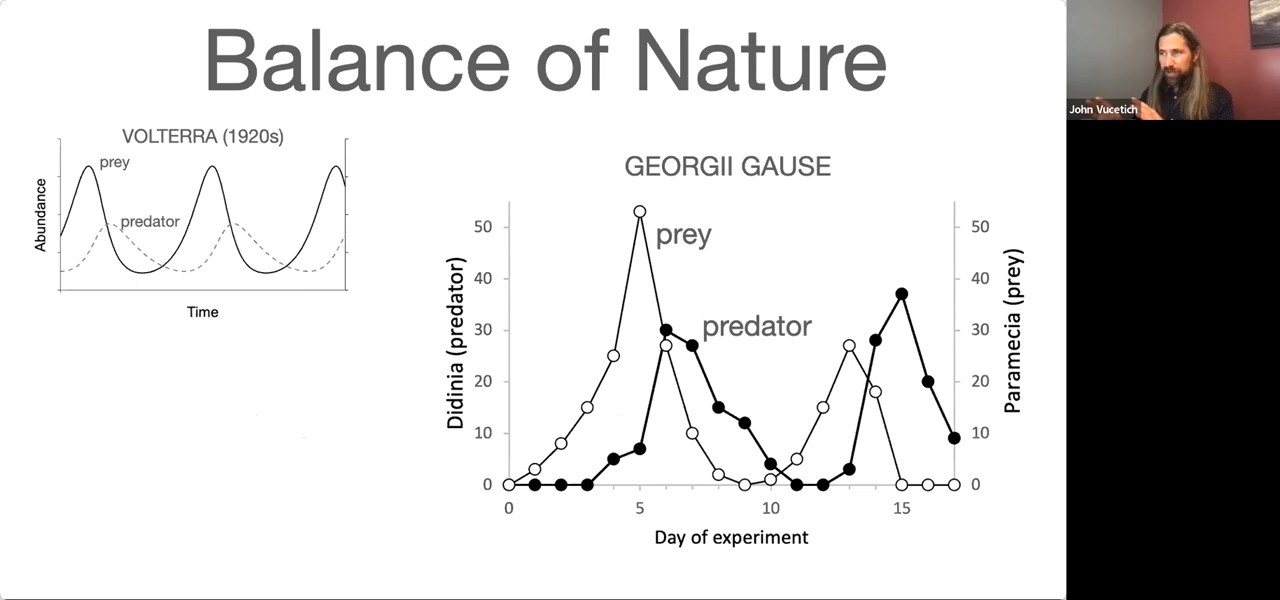 Balance of Nature
John Vucetich
VOLTERRA (1920s)
prey
predator
Abundance
Time
GEORGII GAUSE
prey
predator
Didinia (predator)
Paramecia (prey)
50
40
30
20
10
0
50
40
30
20
10
0
0 5 10 15
Day of experiment